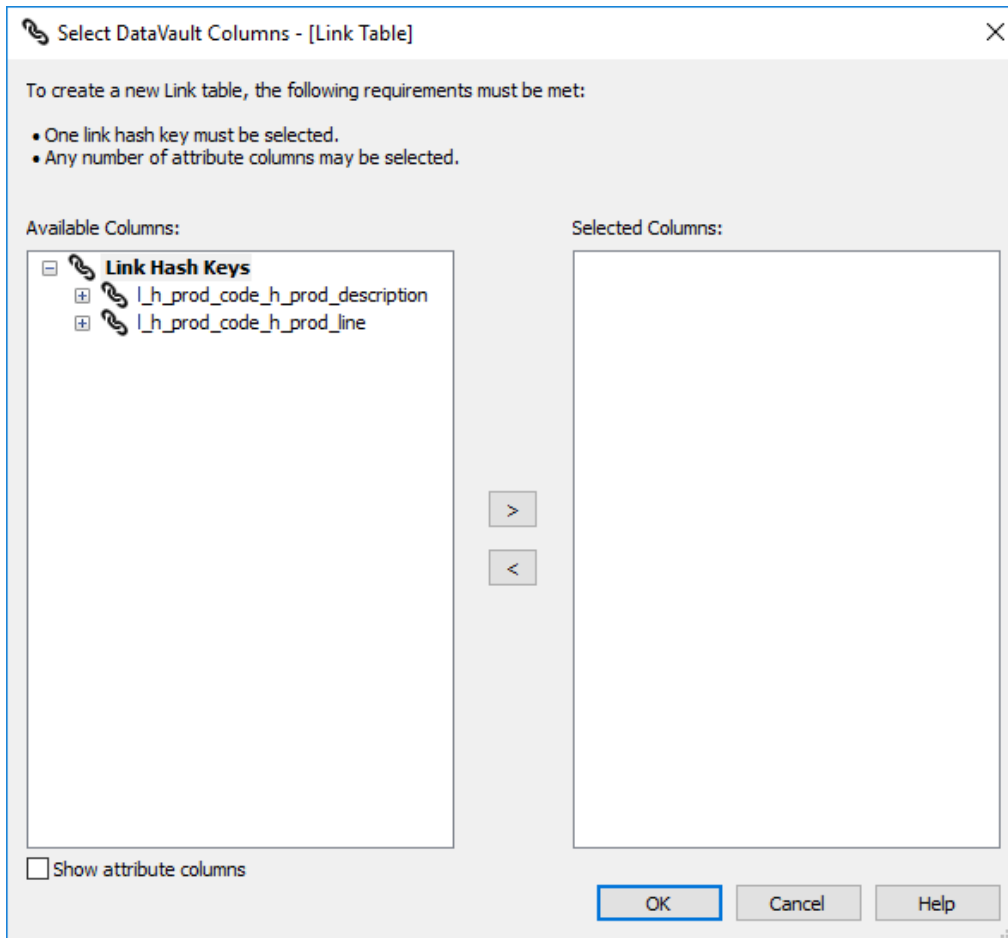 Select DataVault Columns - [Link Table]
To create a new Link table, the following requirements must be met:
• One link hash key must be selected.
• Any number of attribute columns may be selected.
Available Columns:
Selected Columns:
Link Hash Keys
l_h_prod_code_h_prod_description
l_h_prod_code_h_prod_line
>
<
Show attribute columns
OK
Cancel
Help